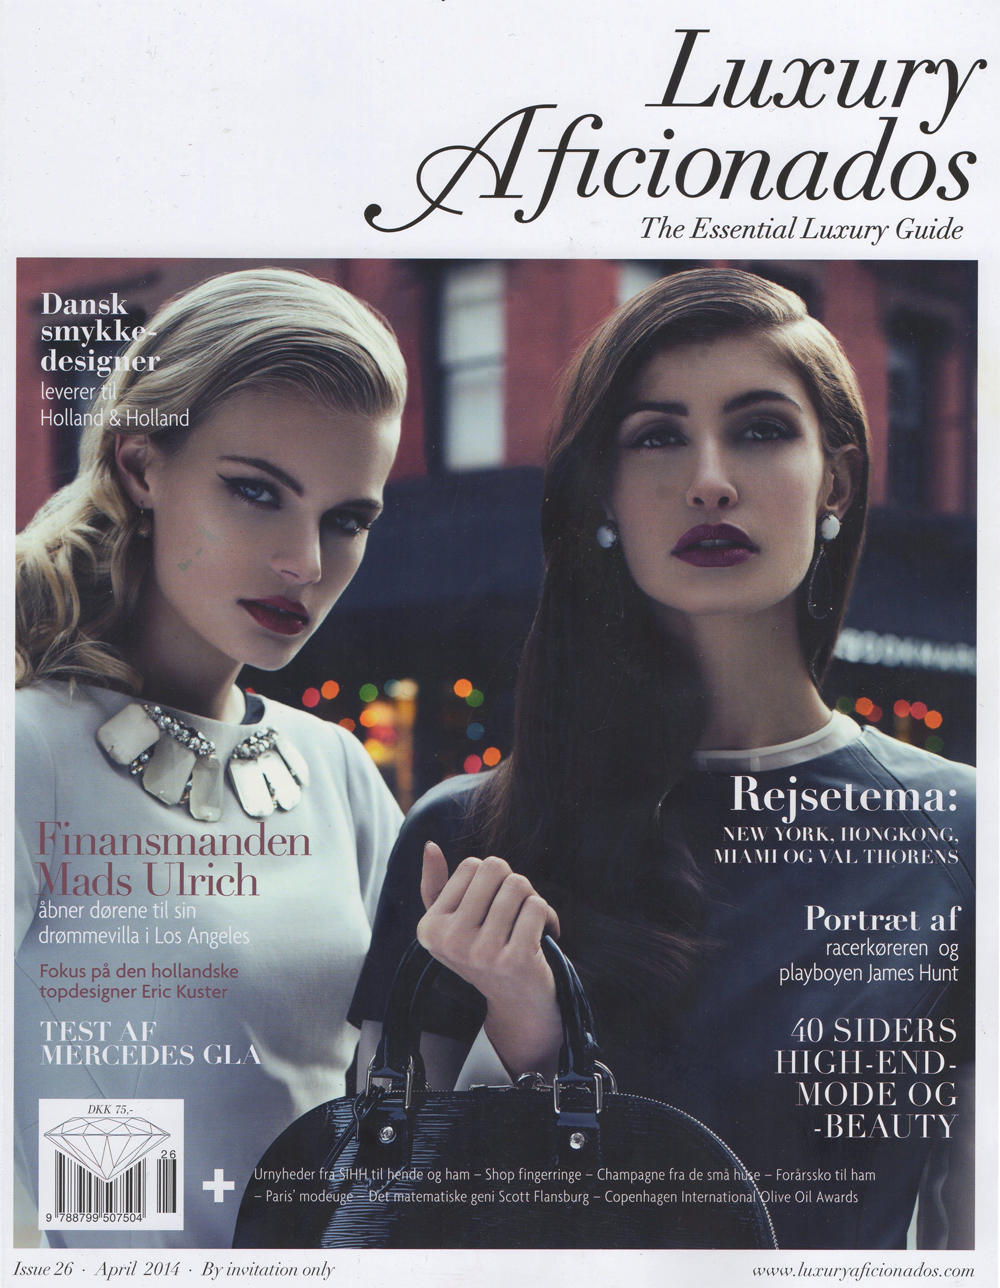 Luxury
Aficionados
The Essential Luxury Guide
Dansk
smykke-
designer
leverer til
Holland & Holland
Finansmanden
Mads Ulrich
åbner dørene til sin
drømmevilla i Los Angeles
Fokus på den hollandske
topdesigner Eric Kuster
TEST AF
MERCEDES GLA
Rejsetema:
NEW YORK, HONGKONG,
MIAMI OG VAL THORENS
Portræt af
racerkøreren og
playboyen James Hunt
40 SIDERS
HIGH-END-
MODE OG
-BEAUTY
DKK 75,-
26
9 788799 507504
+
Urnyheder fra SIHH til hende og ham – Shop fingerringe – Champagne fra de små huse – Forårssko til ham
– Paris' modeuge – Det matematiske geni Scott Flansburg – Copenhagen International Olive Oil Awards
Issue 26 · April 2014 · By invitation only
www.luxuryaficionados.com